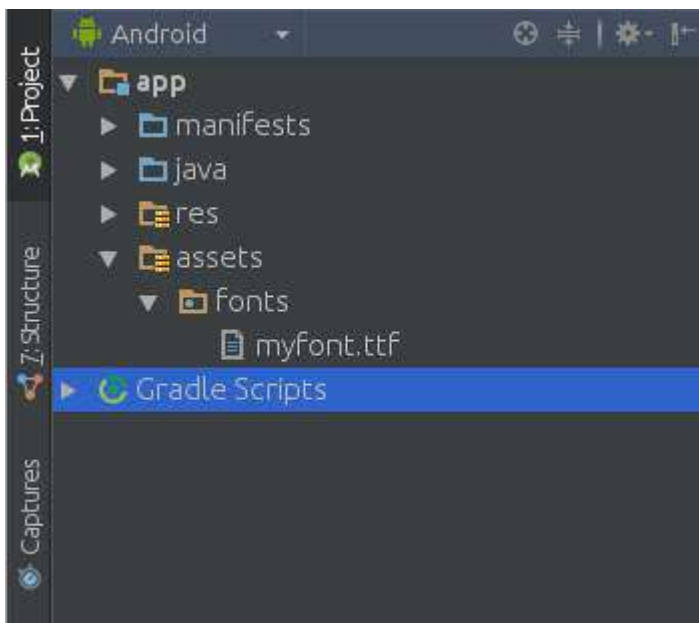 Android
app
manifests
java
res
assets
fonts
myfont.ttf
Gradle Scripts
1: Project
7: Structure
Captures